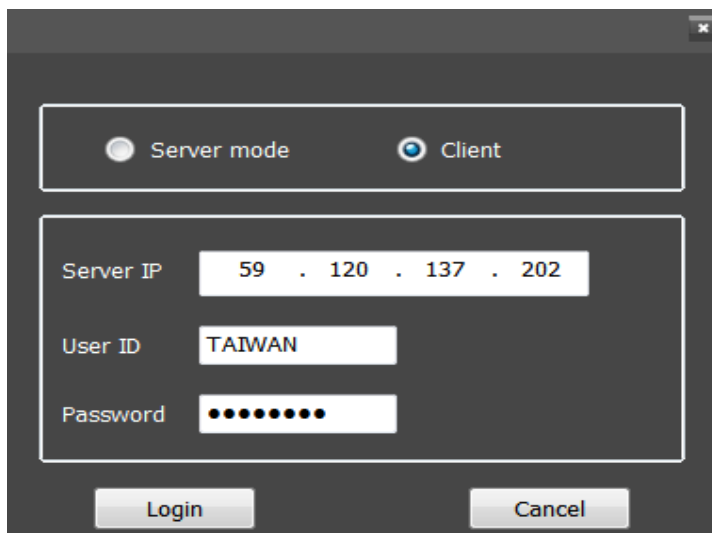 Server mode Client
Server IP 59 . 120 . 137 . 202
User ID TAIWAN
Password ●●●●●●●●
Login Cancel